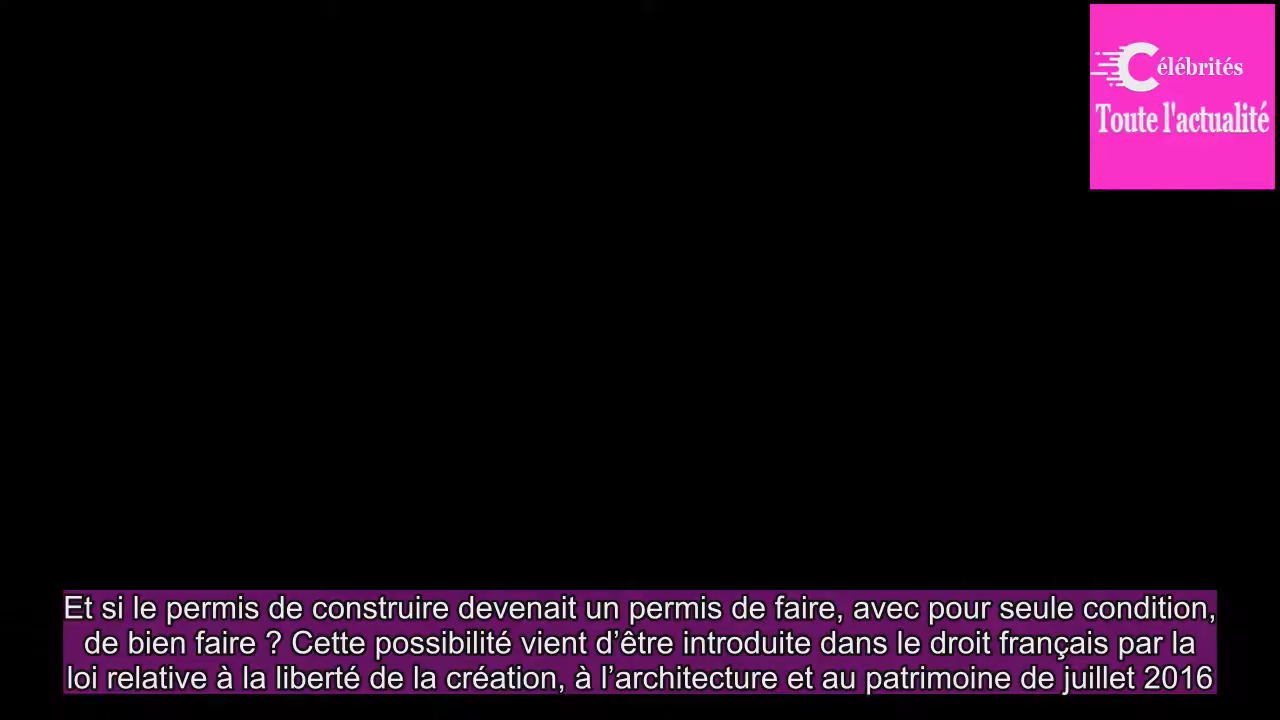 Célébrités
Toute l'actualité
Et si le permis de construire devenait un permis de faire, avec pour seule condition,
de bien faire ? Cette possibilité vient d’être introduite dans le droit français par la
loi relative à la liberté de la création, à l’architecture et au patrimoine de juillet 2016